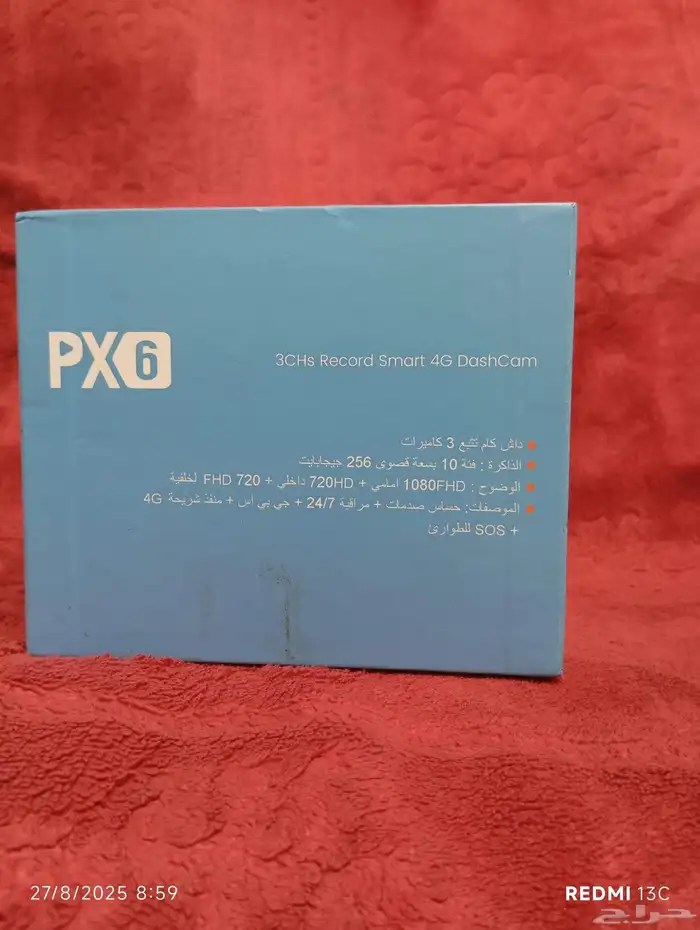 PX6
3CHs Record Smart 4G DashCam
داش كام تتيع 3 كاميرات
الذاكرة : فئة 10 بسعة قصوى 256 جيجابايت
الوضوح : 1080FHD امامي + 720HD داخلي + 720 FHD لخلفية
الموصفات: حساس صدمات + مراقبة 24/7 + جي بي أس + منفذ شريحة 4G
+ SOS للطوارئ
27/8/2025 8:59
REDMI 13C
حراج